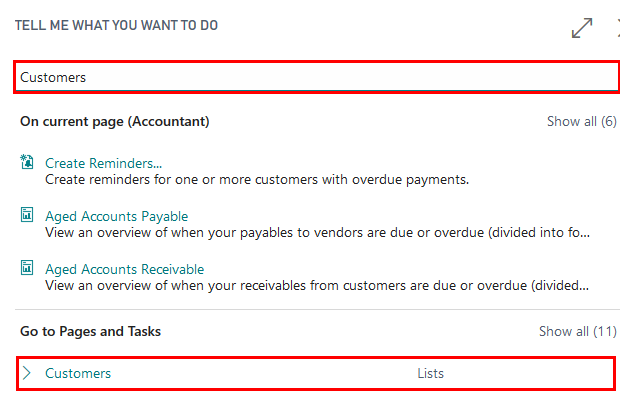 TELL ME WHAT YOU WANT TO DO
Customers
On current page (Accountant) Show all (6)
Create Reminders...
Create reminders for one or more customers with overdue payments.
Aged Accounts Payable
View an overview of when your payables to vendors are due or overdue (divided into fo...
Aged Accounts Receivable
View an overview of when your receivables from customers are due or overdue (divided...
Go to Pages and Tasks Show all (11)
Customers Lists